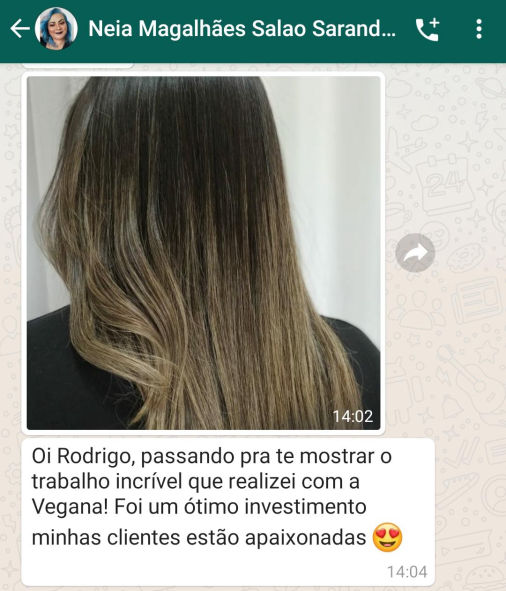 Neia Magalhães Salao Sarand...
14:02
Oi Rodrigo, passando pra te mostrar o
trabalho incrível que realizei com a
Vegana! Foi um ótimo investimento
minhas clientes estão apaixonadas 😍
14:04